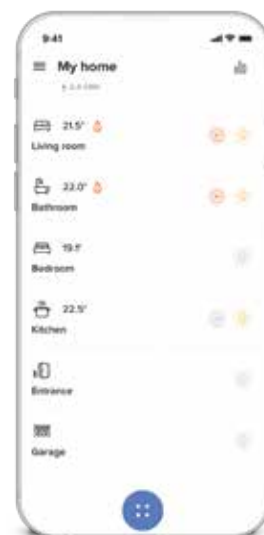 9:41
My home
21.5°
Living room
22.0°
Bathroom
19.1°
Bedroom
22.5°
Kitchen
Entrance
Garage